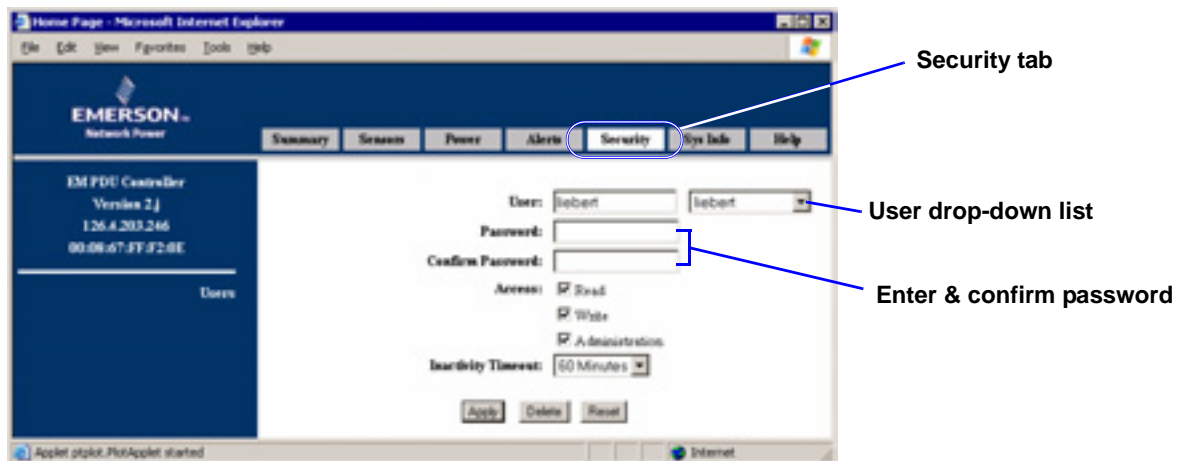 Home Page - Microsoft Internet Explorer
File Edit View Favorites Tools Help
Security tab
EMERSON™
Network Power
Summary Sensors Power Alerts Security Sys Info Help
EM PDU Controller
Version 2.j
126.4.203.246
00:08:67:FF:F2:0E
Users
User: liebert liebert
User drop-down list
Password:
Confirm Password:
Enter & confirm password
Access: Read
Write
Administration
Inactivity Timeout: 60 Minutes
Apply Delete Reset
Applet ptplot.PlotApplet started Internet